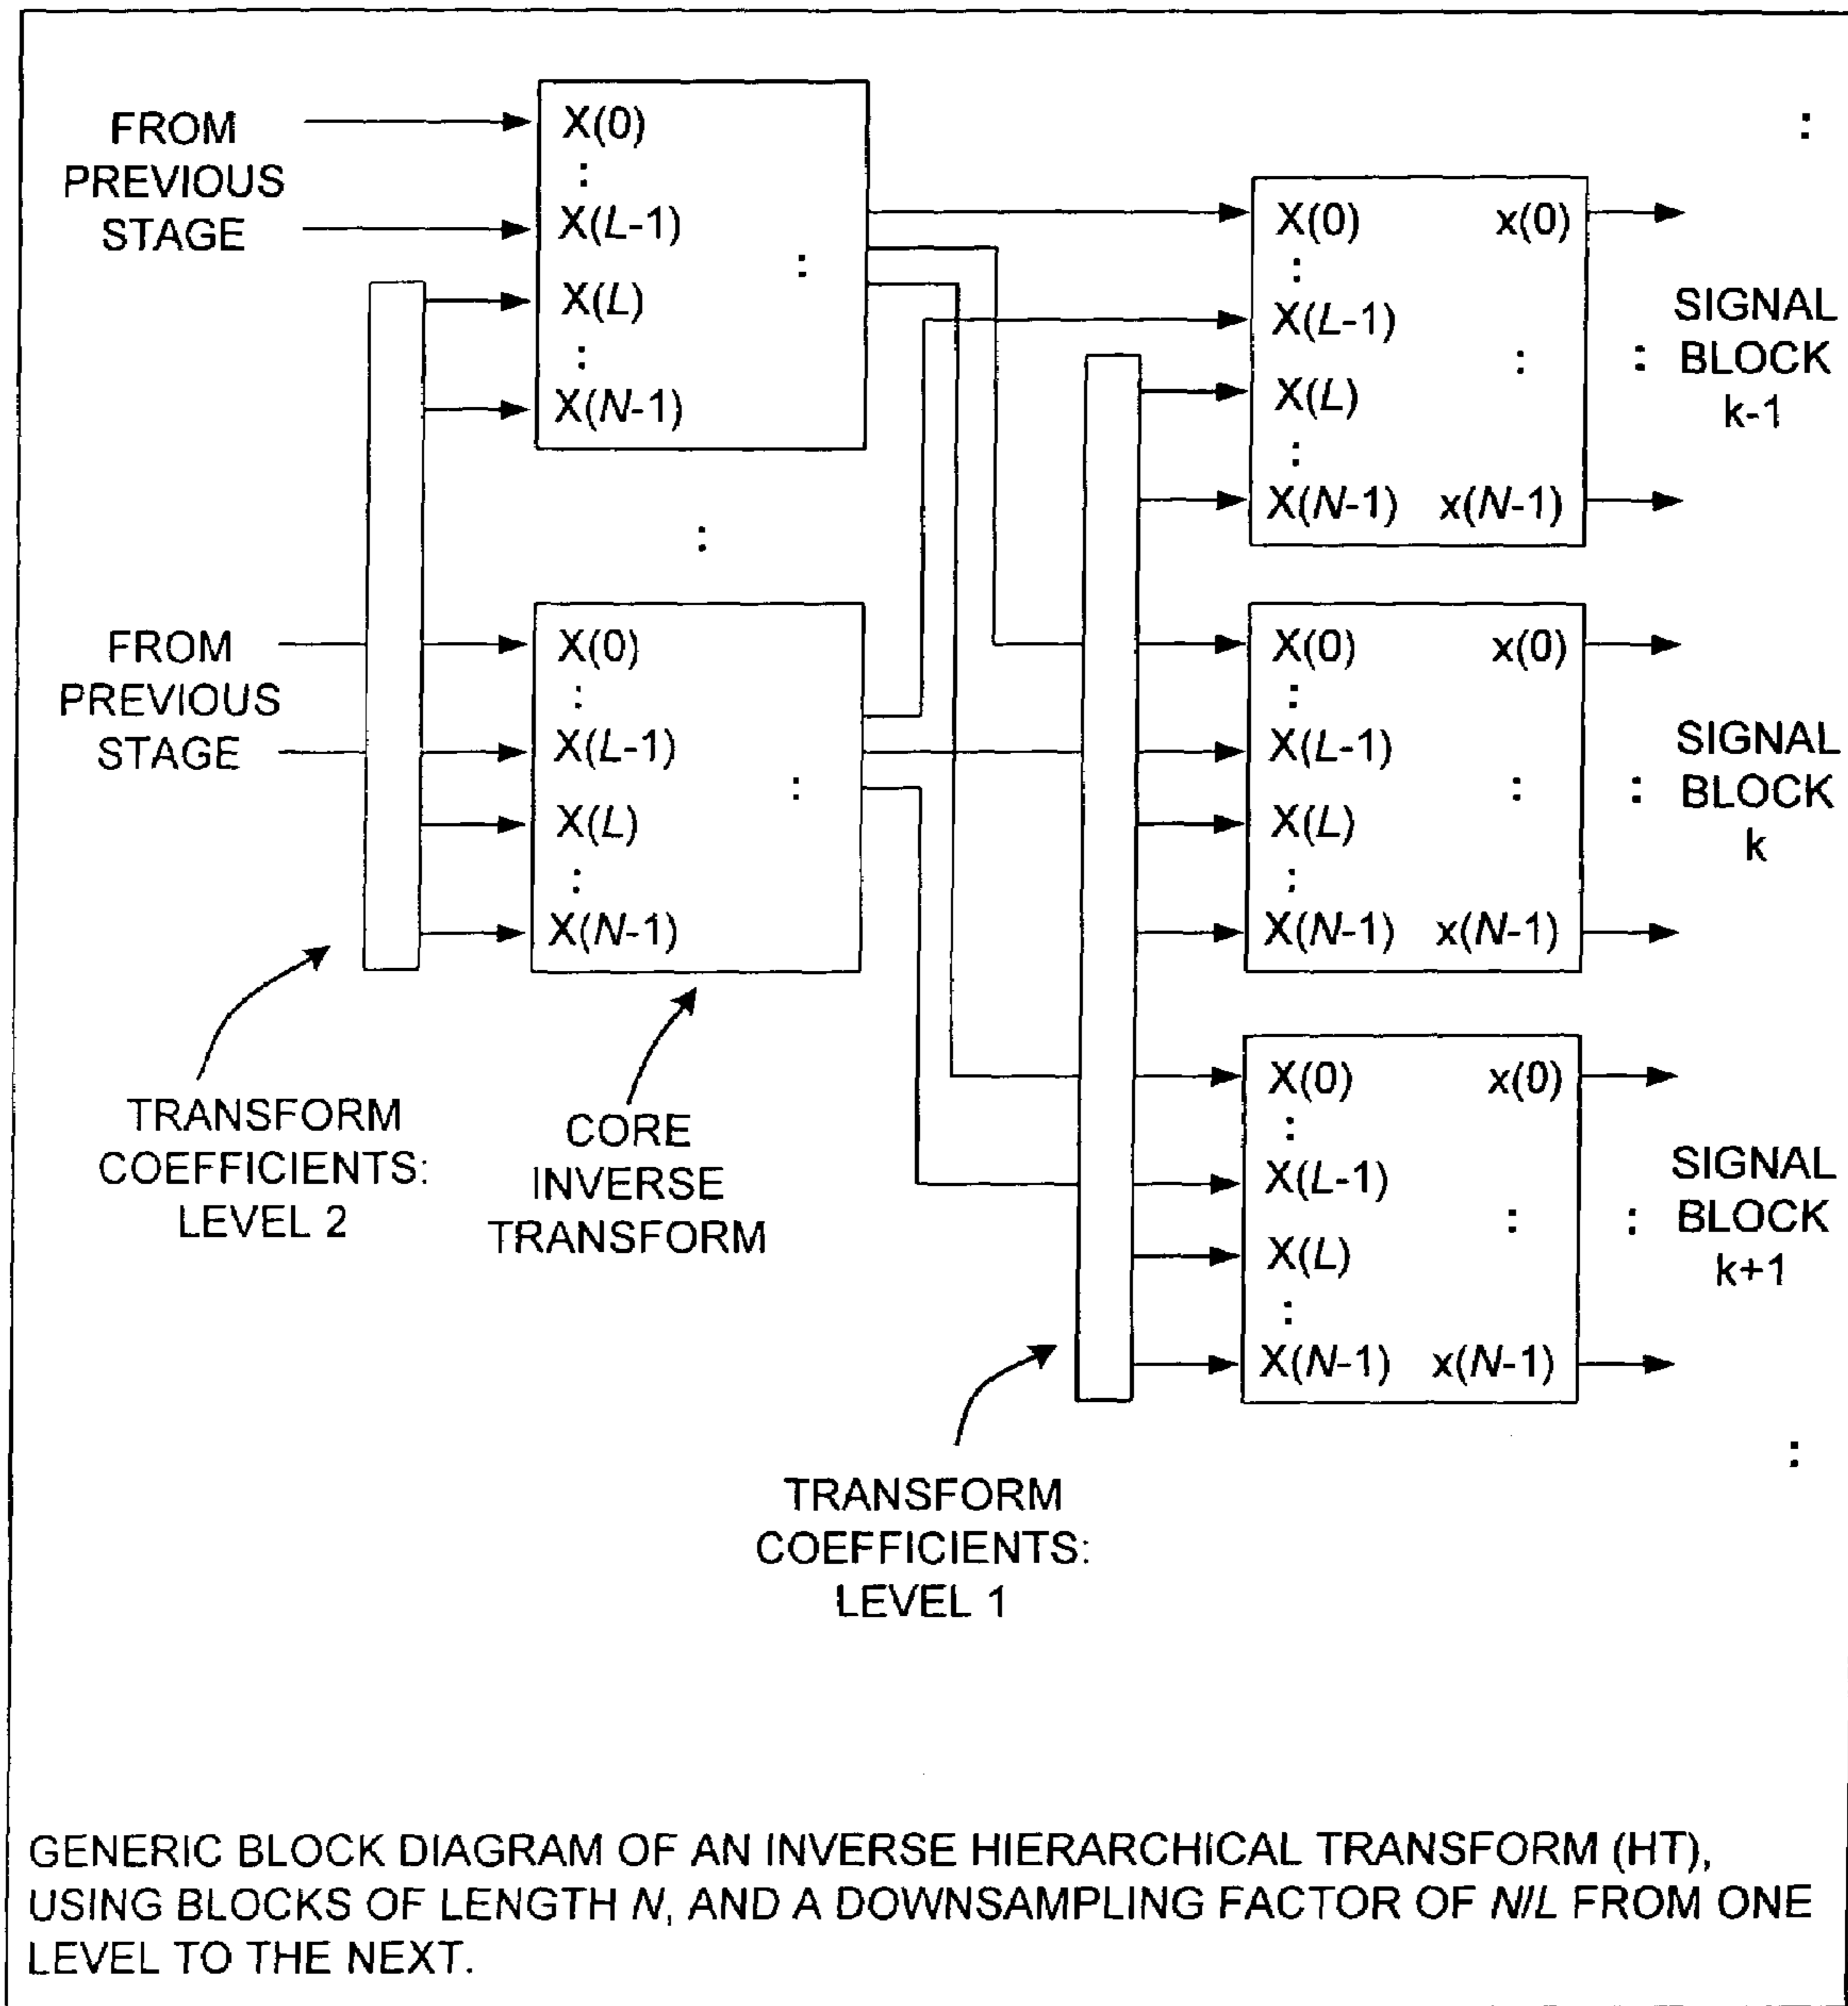 FROM
PREVIOUS
STAGE
X(0)
:
X(L-1)
X(L)
:
X(N-1)
:
:
X(0)
x(0)
:
X(L-1)
X(L)
:
:
X(N-1)
x(N-1)
:
SIGNAL
BLOCK
k-1
:
:
FROM
PREVIOUS
STAGE
X(0)
:
X(L-1)
:
X(L)
:
X(N-1)
X(0)
x(0)
:
X(L-1)
:
X(L)
:
X(N-1)
x(N-1)
:
SIGNAL
BLOCK
k
TRANSFORM
COEFFICIENTS:
LEVEL 2
CORE
INVERSE
TRANSFORM
X(0)
x(0)
:
X(L-1)
:
X(L)
:
X(N-1)
x(N-1)
:
SIGNAL
BLOCK
k+1
:
TRANSFORM
COEFFICIENTS:
LEVEL 1
GENERIC BLOCK DIAGRAM OF AN INVERSE HIERARCHICAL TRANSFORM (HT),
USING BLOCKS OF LENGTH N, AND A DOWNSAMPLING FACTOR OF N/L FROM ONE
LEVEL TO THE NEXT.